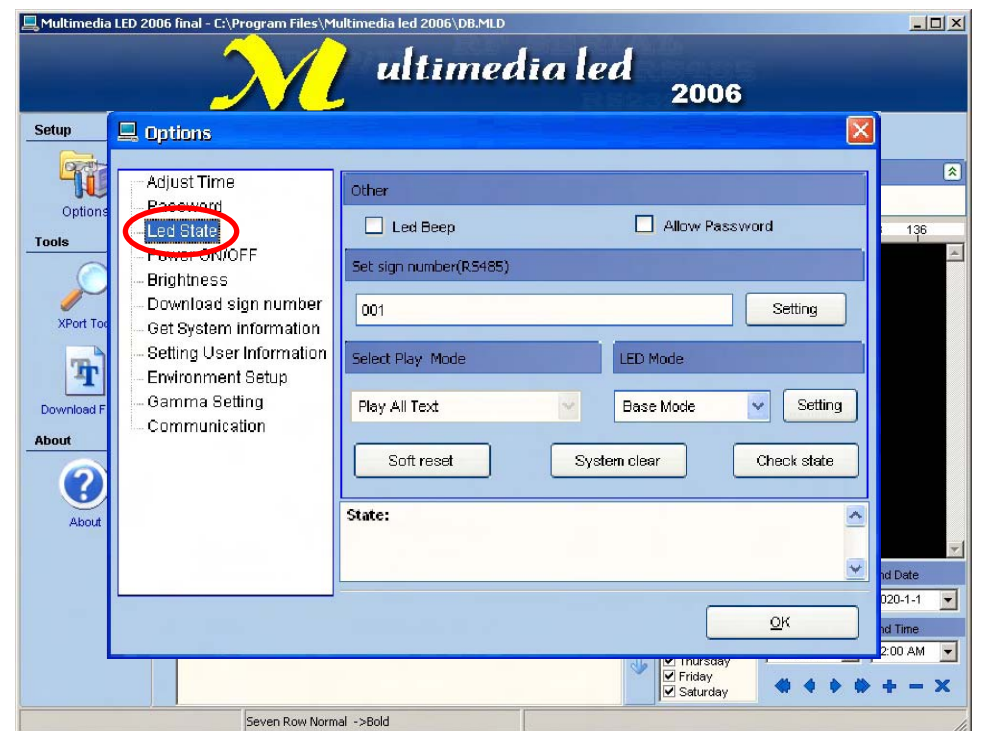 Multimedia LED 2006 final - C:\Program Files\Multimedia led 2006\DB.MLD
Multimedia led
2006
Setup
Options
Tools
XPort Too
Download F
About
About
Options
Adjust Time
Password
Led State
Power ON/OFF
Brightness
Download sign number
Get System information
Setting User Information
Environment Setup
Gamma Setting
Communication
Other
Led Beep
Allow Password
Set sign number(RS485)
001
Setting
Select Play Mode
LED Mode
Play All Text
Base Mode
Setting
Soft reset
System clear
Check state
State:
OK
136
nd Date
020-1-1
nd Time
2:00 AM
Thursday
Friday
Saturday
Seven Row Normal ->Bold